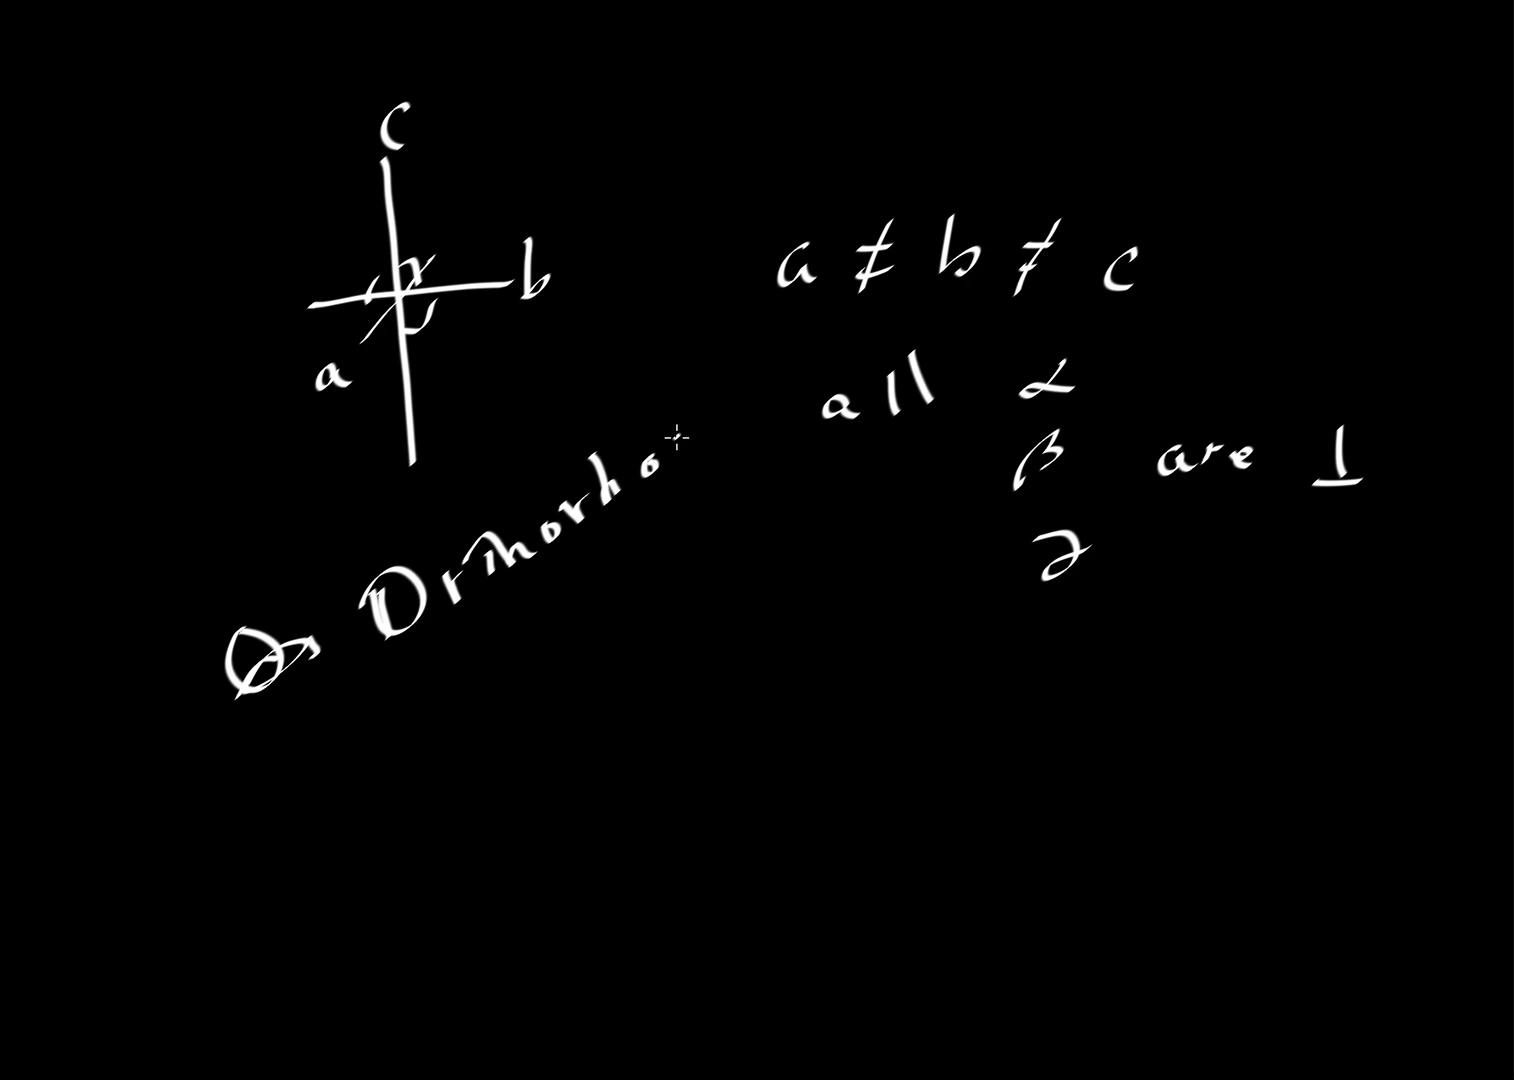 c
b
a
a ≠ b ≠ c
all α
β are ⊥
γ
Orthorho